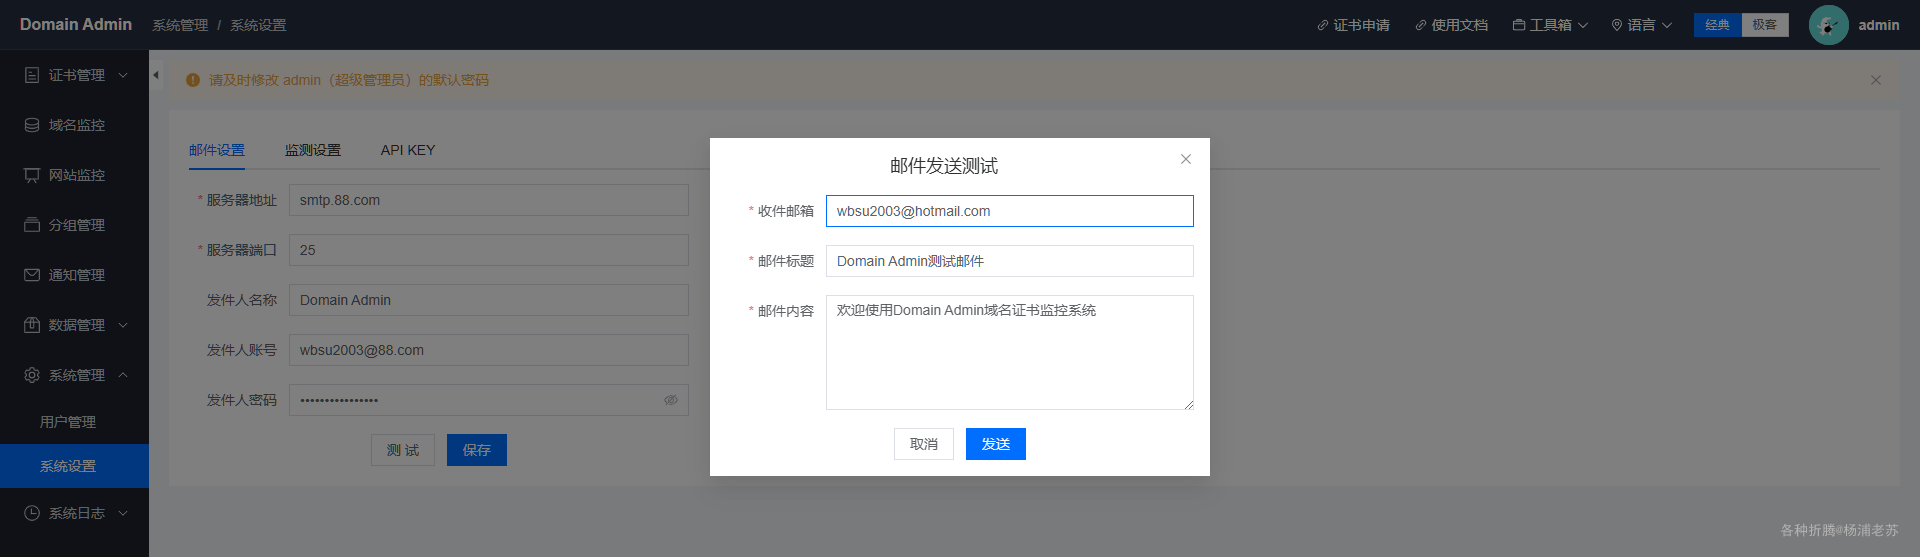 Domain Admin 系统管理 / 系统设置 证书申请 使用文档 工具箱 语言 经典 极客 admin
证书管理
域名监控
网站监控
分组管理
通知管理
数据管理
系统管理
用户管理
系统设置
系统日志
请及时修改 admin（超级管理员）的默认密码
邮件设置 监测设置 API KEY
* 服务器地址 smtp.88.com
* 服务器端口 25
发件人名称 Domain Admin
发件人账号 wbsu2003@88.com
发件人密码 ••••••••••••••••
测 试 保存
邮件发送测试
* 收件邮箱 wbsu2003@hotmail.com
* 邮件标题 Domain Admin测试邮件
* 邮件内容 欢迎使用Domain Admin域名证书监控系统
取消 发送
各种折腾@杨浦老苏